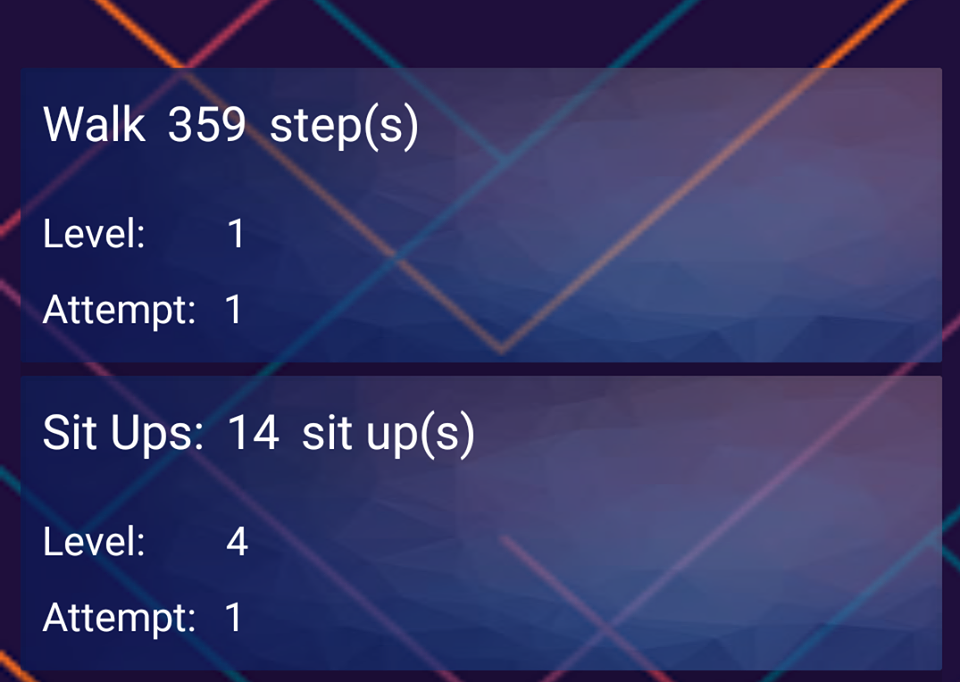 Walk 359 step(s)
Level: 1
Attempt: 1
Sit Ups: 14 sit up(s)
Level: 4
Attempt: 1